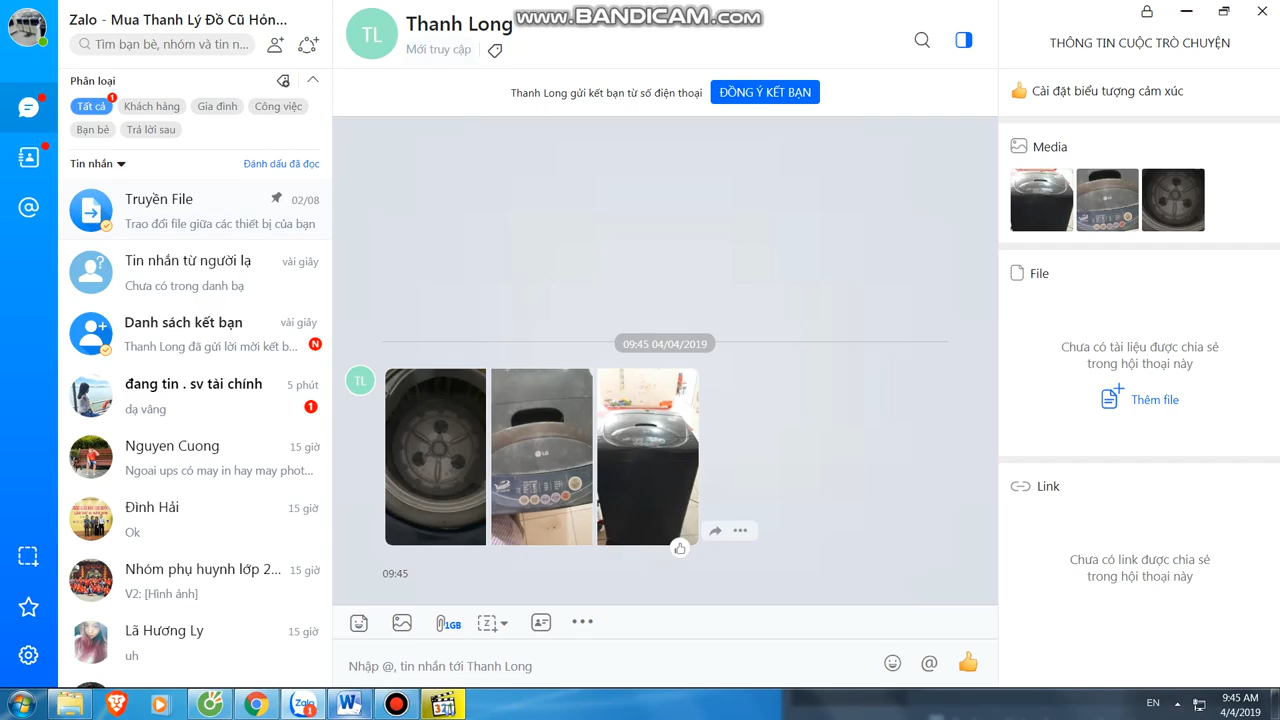 Zalo - Mua Thanh Lý Đồ Cũ Hỏn...
Tìm bạn bè, nhóm và tin n...
Phân loại
Tất cả
1
Khách hàng
Gia đình
Công việc
Bạn bè
Trả lời sau
Tin nhắn
Đánh dấu đã đọc
Truyền File
02/08
Trao đổi file giữa các thiết bị của bạn
Tin nhắn từ người lạ
vài giây
Chưa có trong danh bạ
Danh sách kết bạn
vài giây
Thanh Long đã gửi lời mời kết b...
N
đang tin . sv tài chính
5 phút
dạ vâng
1
Nguyen Cuong
15 giờ
Ngoai ups có may in hay may phot...
Đình Hải
15 giờ
Ok
Nhóm phụ huynh lớp 2...
15 giờ
V2: [Hình ảnh]
Lã Hương Ly
15 giờ
uh
TL
Thanh Long
Mới truy cập
www.BANDICAM.com
Thanh Long gửi kết bạn từ số điện thoại
ĐỒNG Ý KẾT BẠN
09:45 04/04/2019
TL
LG
09:45
1GB
Z
Nhập @, tin nhắn tới Thanh Long
THÔNG TIN CUỘC TRÒ CHUYỆN
Cài đặt biểu tượng cảm xúc
Media
File
Chưa có tài liệu được chia sẻ
trong hội thoại này
Thêm file
Link
Chưa có link được chia sẻ
trong hội thoại này
Zalo
1
W
321
EN
9:45 AM
4/4/2019